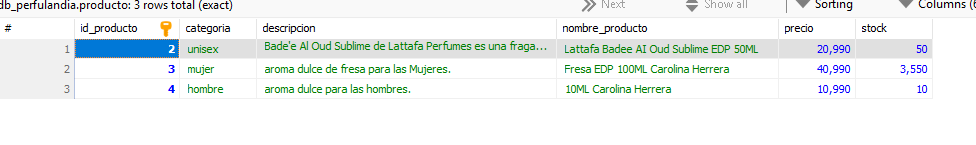 db_perfulandia.producto: 3 rows total (exact) Next Show all Sorting Columns (6
# id_producto categoria descripcion nombre_producto precio stock
1 2 unisex Bade'e Al Oud Sublime de Lattafa Perfumes es una fraga... Lattafa Badee AI Oud Sublime EDP 50ML 20,990 50
2 3 mujer aroma dulce de fresa para las Mujeres. Fresa EDP 100ML Carolina Herrera 40,990 3,550
3 4 hombre aroma dulce para las hombres. 10ML Carolina Herrera 10,990 10